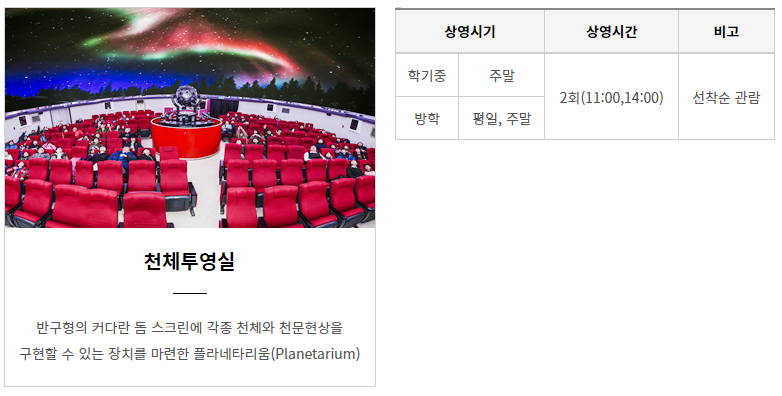 천체투영실
반구형의 커다란 돔 스크린에 각종 천체와 천문현상을
구현할 수 있는 장치를 마련한 플라네타리움(Planetarium)
상영시기 상영시간 비고
학기중 주말 2회(11:00,14:00) 선착순 관람
방학 평일, 주말